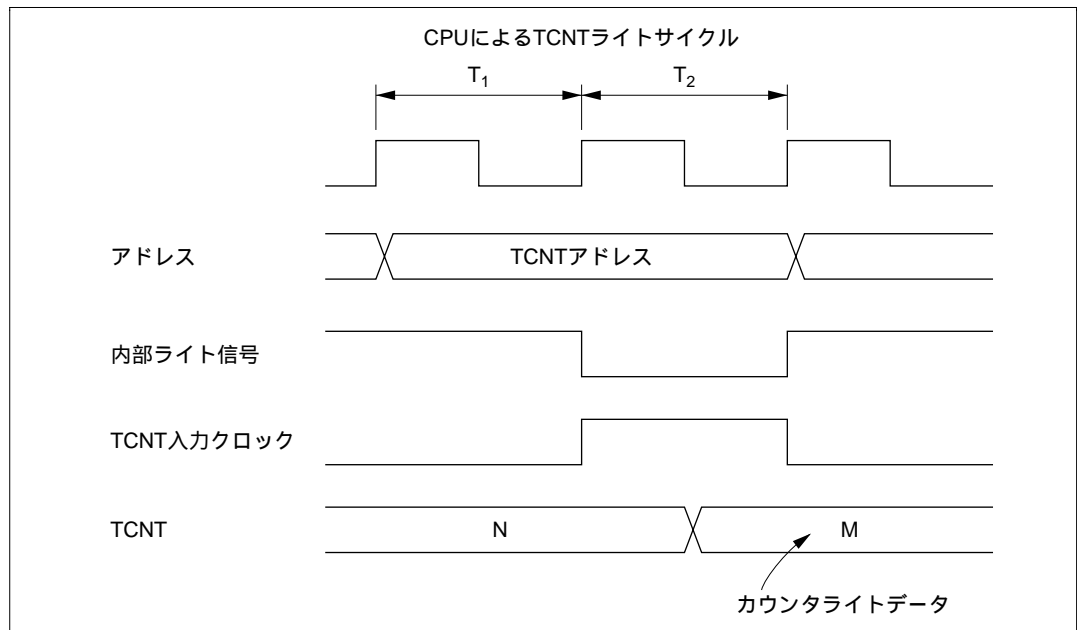 CPUによるTCNTライトサイクル
T1 T2
アドレス TCNTアドレス
内部ライト信号
TCNT入力クロック
TCNT N M
カウンタライトデータ